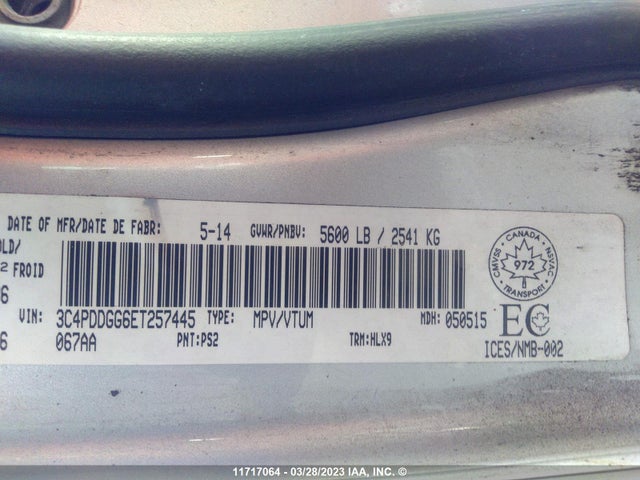 DATE OF MFR/DATE DE FABR: 5-14 GVWR/PNBV: 5600 LB / 2541 KG
OLD/
2 FROID
6
VIN: 3C4PDDGG6ET257445 TYPE: MPV/VTUM MDH: 050515
6 067AA PNT:PS2 TRM:HLX9
CANADA
CMVSS 972 NSVAC
TRANSPORT
EC
ICES/NMB-002
11717064 - 03/28/2023 IAA, INC. ©